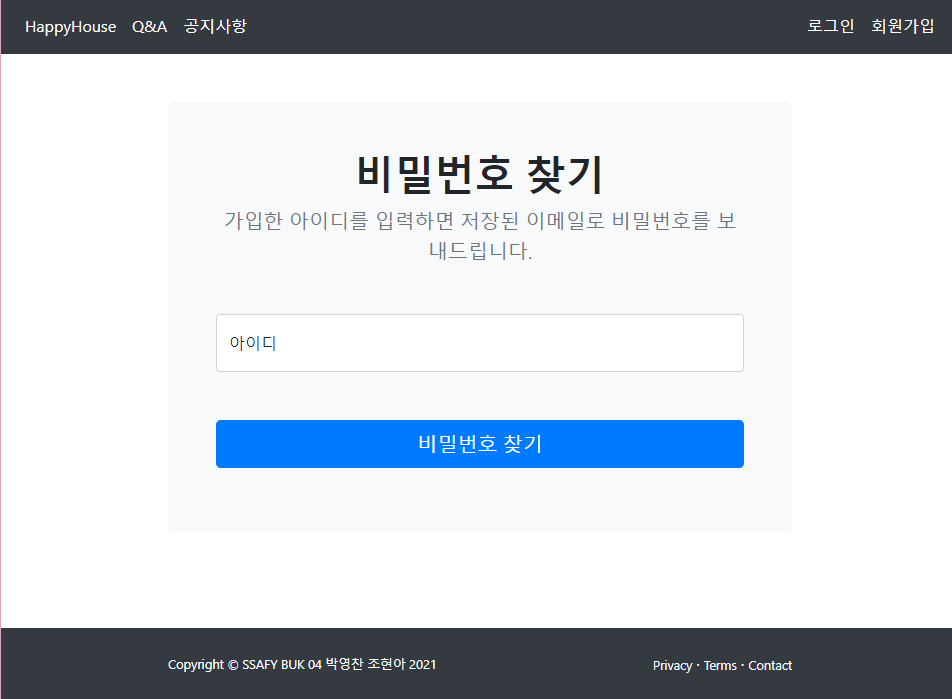 HappyHouse Q&A 공지사항 로그인 회원가입
비밀번호 찾기
가입한 아이디를 입력하면 저장된 이메일로 비밀번호를 보
내드립니다.
아이디
비밀번호 찾기
Copyright © SSAFY BUK 04 박영찬 조현아 2021 Privacy · Terms · Contact